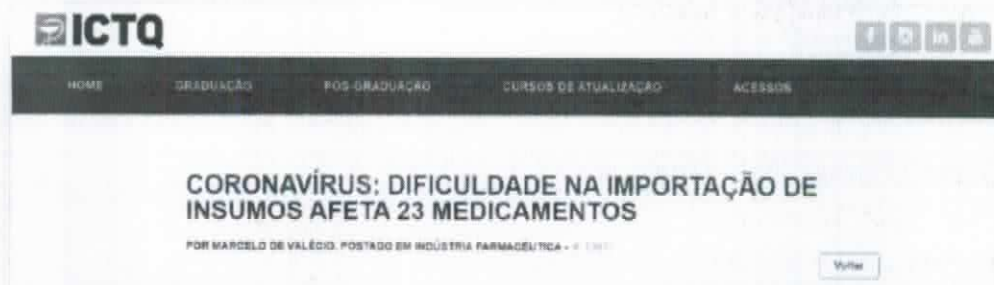 ICTQ
HOME GRADUAÇÃO PÓS-GRADUAÇÃO CURSOS DE ATUALIZAÇÃO ACESSOS
CORONAVÍRUS: DIFICULDADE NA IMPORTAÇÃO DE
INSUMOS AFETA 23 MEDICAMENTOS
POR MARCELO DE VALÉCIO. POSTADO EM INDÚSTRIA FARMACÊUTICA -
Voltar